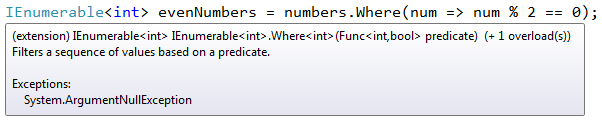 IEnumerable<int> evenNumbers = numbers.Where(num => num % 2 == 0);
(extension) IEnumerable<int> IEnumerable<int>.Where<int>(Func<int,bool> predicate)  (+ 1 overload(s))
Filters a sequence of values based on a predicate.
Exceptions:
System.ArgumentNullException